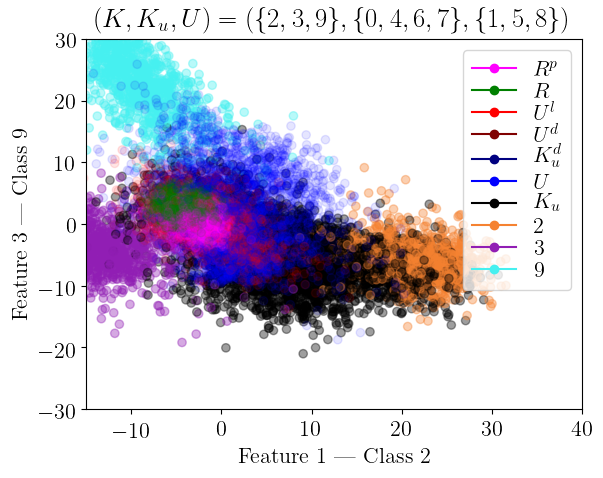 (K, K_u, U) = ({2, 3, 9}, {0, 4, 6, 7}, {1, 5, 8})
30
20
10
0
−10
−20
−30
Feature 3 — Class 9
R^p
R
U^l
U^d
K_u^d
U
K_u
2
3
9
−10
0
10
20
30
40
Feature 1 — Class 2